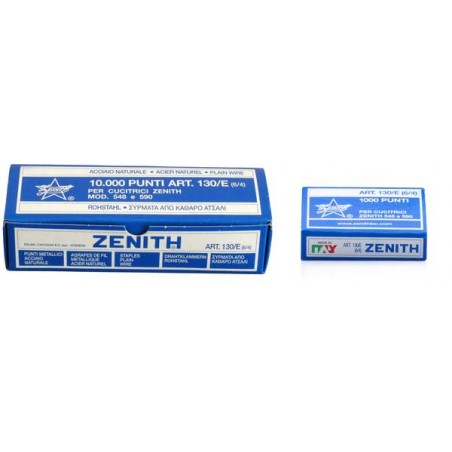 ACCIAIO NATURALE • ACIER NATUREL • PLAIN WIRE
10.000 PUNTI ART. 130/E (6/4)
PER CUCITRICI ZENITH
MOD. 548 e 590
ROHSTAHL • ΣΥΡΜΑΤΑ ΑΠΟ ΚΑΘΑΡΟ ΑΤΣΑΛΙ
ZENITH
ART. 130/E (6/4)
PUNTI METALLICI
ACCIAIO
NATURALE
AGRAFES DE FIL
METALLIQUE
ACIER NATUREL
STAPLES
PLAIN
WIRE
DRAHTKLAMMERN
ROHSTAHL
ΣΥΡΜΑΤΑ ΑΠΟ
ΚΑΘΑΡΟ ΑΤΣΑΛΙ
ART. 130/E (6/4)
1000 PUNTI
PER CUCITRICI
ZENITH 548 e 590
MADE IN
ITALY
ART. 130/E
(6/4)
ZENITH